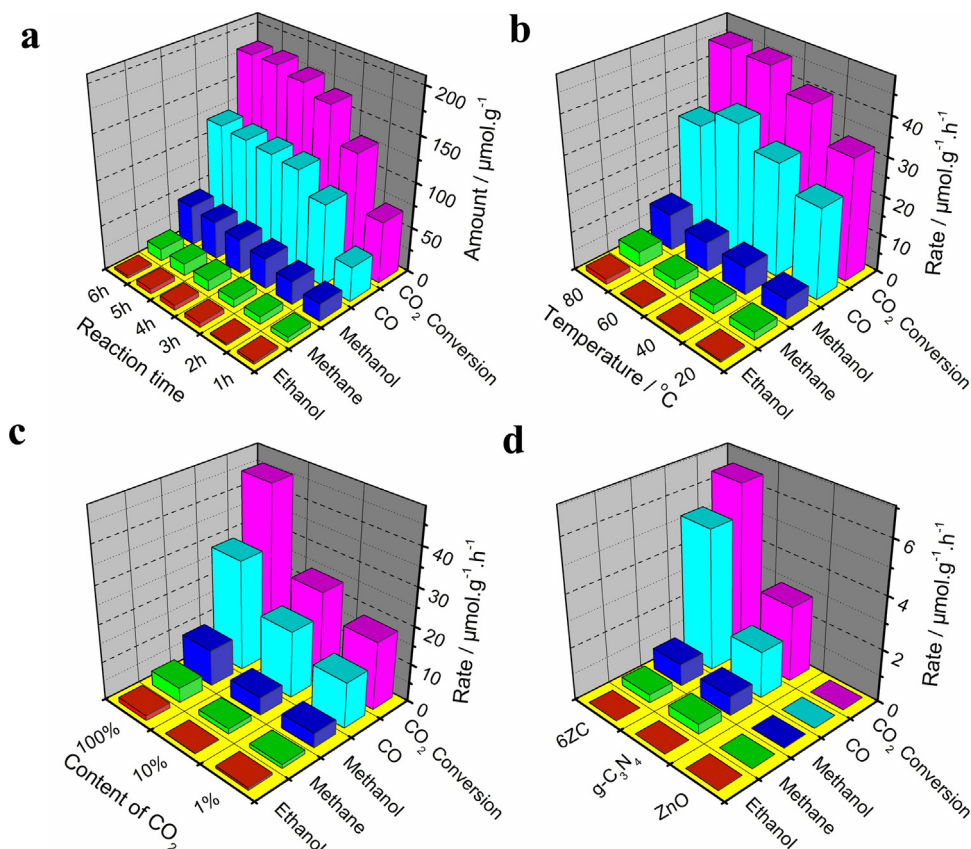 a
200
150
100
50
0
Amount / µmol.g⁻¹
6h
5h
4h
3h
2h
1h
Reaction time
CO₂ Conversion
CO
Methanol
Methane
Ethanol
b
40
30
20
10
0
Rate / µmol.g⁻¹.h⁻¹
80
60
40
20
Temperature / °C
CO₂ Conversion
CO
Methanol
Methane
Ethanol
c
40
30
20
10
0
Rate / µmol.g⁻¹.h⁻¹
100%
10%
1%
Content of CO₂
CO₂ Conversion
CO
Methanol
Methane
Ethanol
d
6
4
2
0
Rate / µmol.g⁻¹.h⁻¹
6ZC
g-C₃N₄
ZnO
CO₂ Conversion
CO
Methanol
Methane
Ethanol